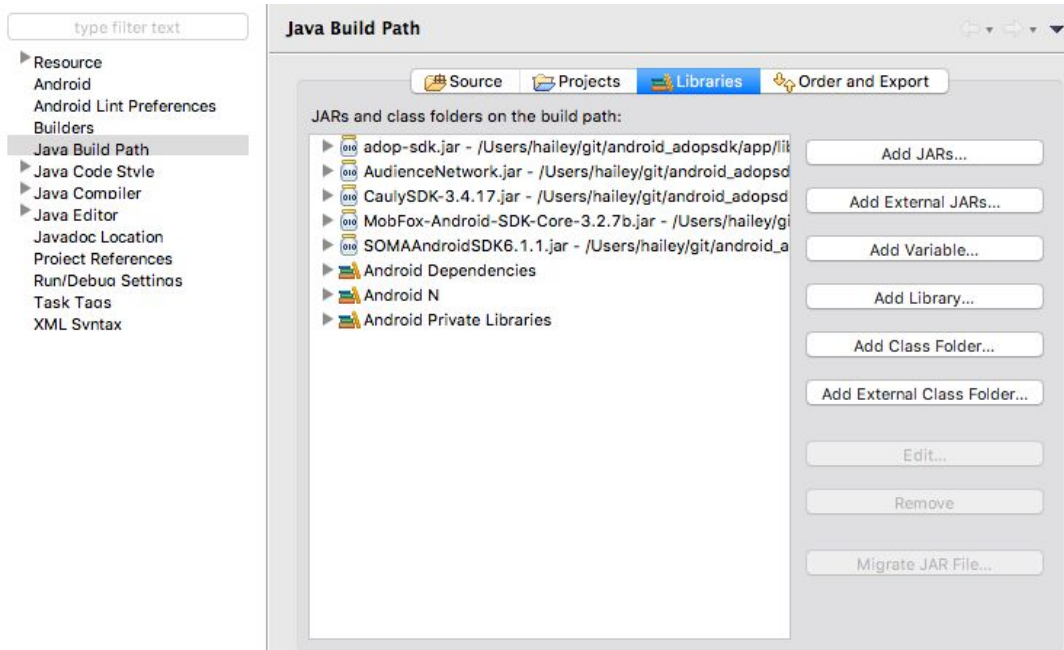 type filter text
Resource
Android
Android Lint Preferences
Builders
Java Build Path
Java Code Style
Java Compiler
Java Editor
Javadoc Location
Project References
Run/Debug Settings
Task Tags
XML Syntax
Java Build Path
Source
Projects
Libraries
Order and Export
JARs and class folders on the build path:
adop-sdk.jar - /Users/hailey/git/android_adopsdk/app/lib
AudienceNetwork.jar - /Users/hailey/git/android_adopsd
CaulySDK-3.4.17.jar - /Users/hailey/git/android_adopsd
MobFox-Android-SDK-Core-3.2.7b.jar - /Users/hailey/gi
SOMAAndroidSDK6.1.1.jar - /Users/hailey/git/android_a
Android Dependencies
Android N
Android Private Libraries
Add JARs...
Add External JARs...
Add Variable...
Add Library...
Add Class Folder...
Add External Class Folder...
Edit...
Remove
Migrate JAR File...